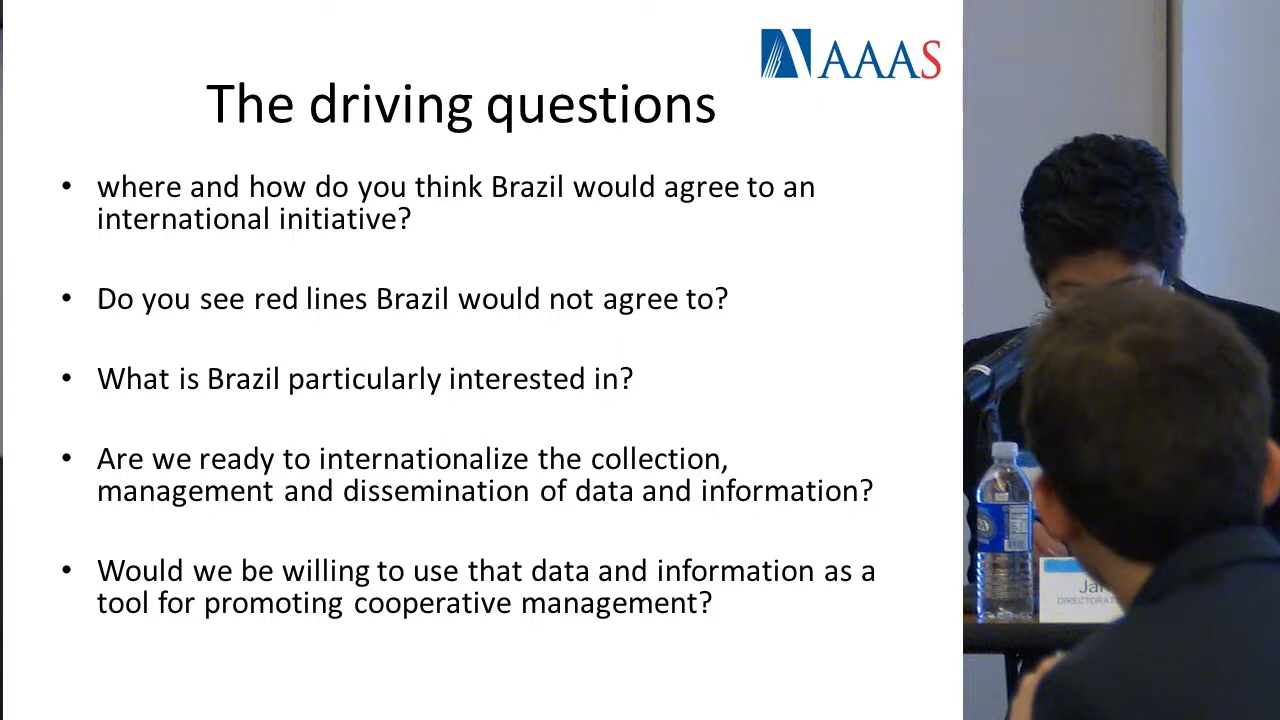 AAAS
The driving questions
• where and how do you think Brazil would agree to an
international initiative?
• Do you see red lines Brazil would not agree to?
• What is Brazil particularly interested in?
• Are we ready to internationalize the collection,
management and dissemination of data and information?
• Would we be willing to use that data and information as a
tool for promoting cooperative management?